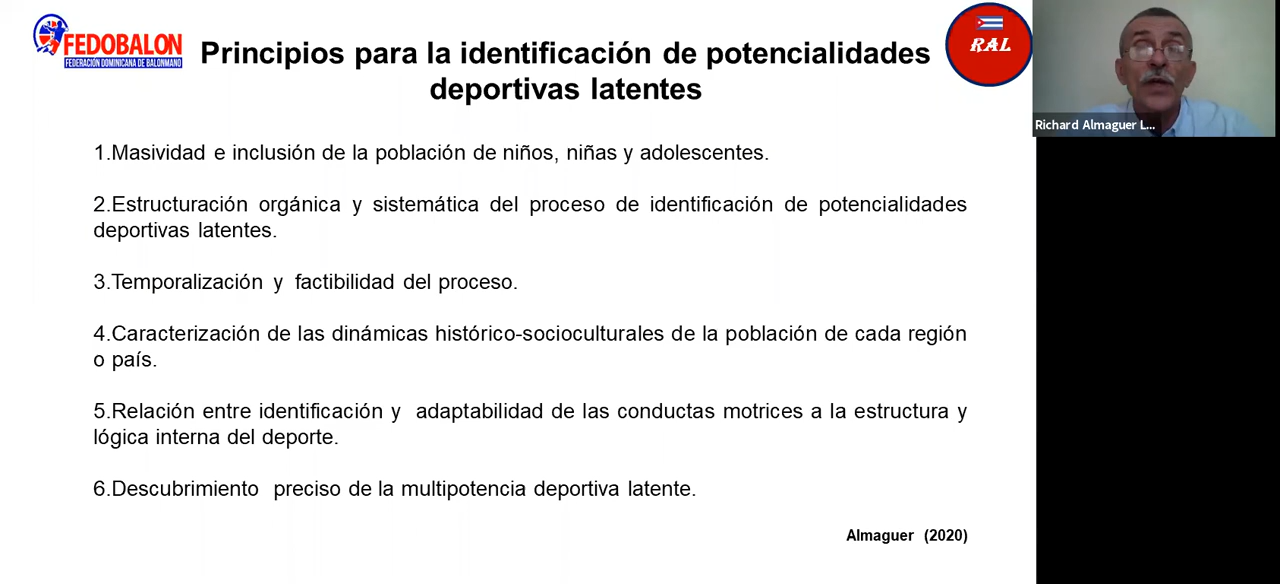 FEDOBALON
FEDERACIÓN DOMINICANA DE BALONMANO
Principios para la identificación de potencialidades
deportivas latentes
RAL
Richard Almaguer L...
1.Masividad e inclusión de la población de niños, niñas y adolescentes.
2.Estructuración orgánica y sistemática del proceso de identificación de potencialidades
deportivas latentes.
3.Temporalización y factibilidad del proceso.
4.Caracterización de las dinámicas histórico-socioculturales de la población de cada región
o país.
5.Relación entre identificación y adaptabilidad de las conductas motrices a la estructura y
lógica interna del deporte.
6.Descubrimiento preciso de la multipotencia deportiva latente.
Almaguer (2020)